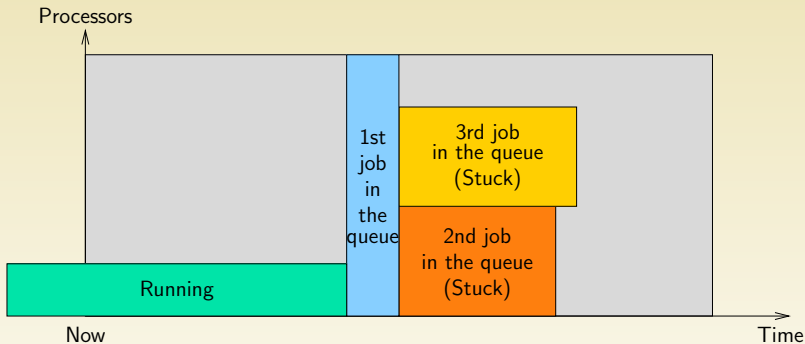 Processors
1st
job
in
the
queue
3rd job
in the queue
(Stuck)
2nd job
in the queue
(Stuck)
Running
Now
Time